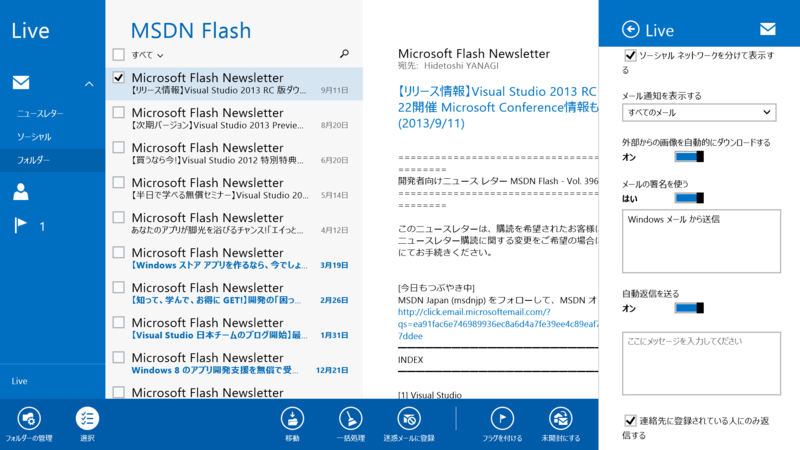 Live
ニュースレター
ソーシャル
フォルダー
1
Live
MSDN Flash
すべて
Microsoft Flash Newsletter
【リリース情報】Visual Studio 2013 RC 版ダウ...
9月11日
Microsoft Flash Newsletter
【次期バージョン】Visual Studio 2013 Previe...
8月20日
Microsoft Flash Newsletter
【買うなら今!】Visual Studio 2012 特別特典...
6月20日
Microsoft Flash Newsletter
【半日で学べる無償セミナー】Visual Studio 20...
5月14日
Microsoft Flash Newsletter
あなたのアプリが脚光を浴びるチャンス!「エイっと...
4月12日
Microsoft Flash Newsletter
【Windows ストア アプリを作るなら、今でしょ...
3月19日
Microsoft Flash Newsletter
【知って、学んで、お得に GET!】開発の「困っ...
2月26日
Microsoft Flash Newsletter
【Visual Studio 日本チームのブログ開始】最...
1月31日
Microsoft Flash Newsletter
Windows 8 のアプリ開発支援を無償で受...
12月21日
Microsoft Flash Newsletter
Microsoft Flash Newsletter
宛先: Hidetoshi YANAGI
【リリース情報】Visual Studio 2013 RC
22開催 Microsoft Conference情報も
(2013/9/11)
==============================
========
開発者向けニュース レター MSDN Flash - Vol. 396
==============================
========
このニュースレターは、購読を希望されたお客様に
ニュースレター購読に関する変更をご希望の場合に
にてお手続きください。
[今日もつぶやき中]
MSDN Japan (msdnjp) をフォローして、MSDN オ
http://click.email.microsoftemail.com/?
qs=ea91fac6e746989936ec8a6d4a7fe39ee4c89eaf7
7ddee
INDEX
[1] Visual Studio
Live
ソーシャル ネットワークを分けて表示す
る
メール通知を表示する
すべてのメール
外部からの画像を自動的にダウンロードする
オン
メールの署名を使う
はい
Windows メール から送信
自動返信を送る
オン
ここにメッセージを入力してください
連絡先に登録されている人にのみ返
信する
フォルダーの管理
選択
移動
一括処理
迷惑メールに登録
フラグを付ける
未開封にする